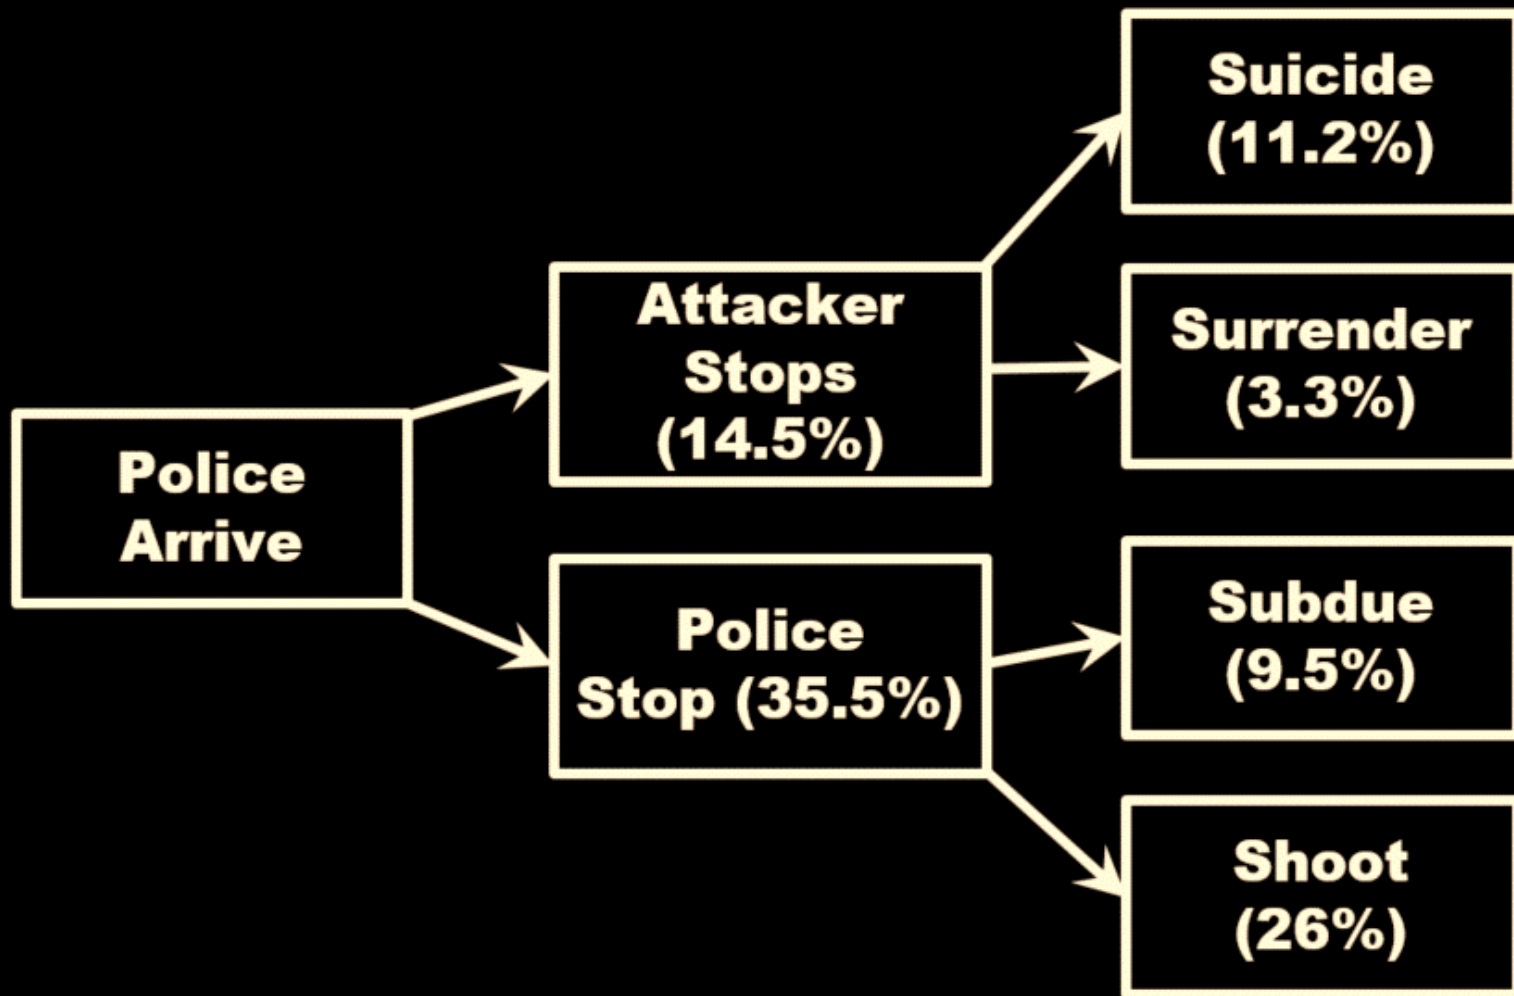 Police
Arrive
Attacker
Stops
(14.5%)
Police
Stop (35.5%)
Suicide
(11.2%)
Surrender
(3.3%)
Subdue
(9.5%)
Shoot
(26%)